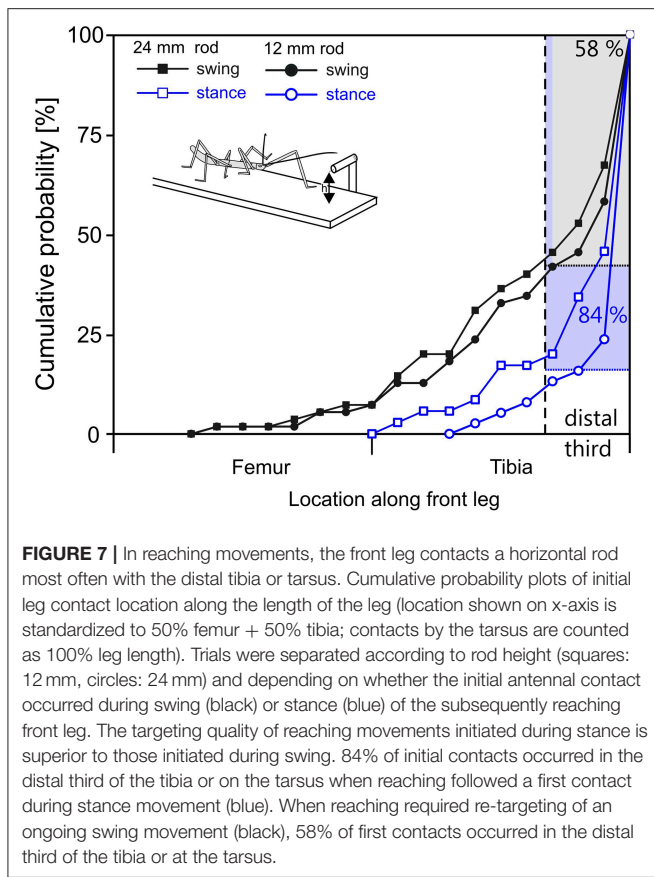 100
75
50
25
0
Cumulative probability [%]
24 mm rod 12 mm rod
swing swing
stance stance
h
58 %
84 %
distal
third
Femur Tibia
Location along front leg
FIGURE 7 | In reaching movements, the front leg contacts a horizontal rod
most often with the distal tibia or tarsus. Cumulative probability plots of initial
leg contact location along the length of the leg (location shown on x-axis is
standardized to 50% femur + 50% tibia; contacts by the tarsus are counted
as 100% leg length). Trials were separated according to rod height (squares:
12 mm, circles: 24 mm) and depending on whether the initial antennal contact
occurred during swing (black) or stance (blue) of the subsequently reaching
front leg. The targeting quality of reaching movements initiated during stance is
superior to those initiated during swing. 84% of initial contacts occurred in the
distal third of the tibia or on the tarsus when reaching followed a first contact
during stance movement (blue). When reaching required re-targeting of an
ongoing swing movement (black), 58% of first contacts occurred in the distal
third of the tibia or at the tarsus.